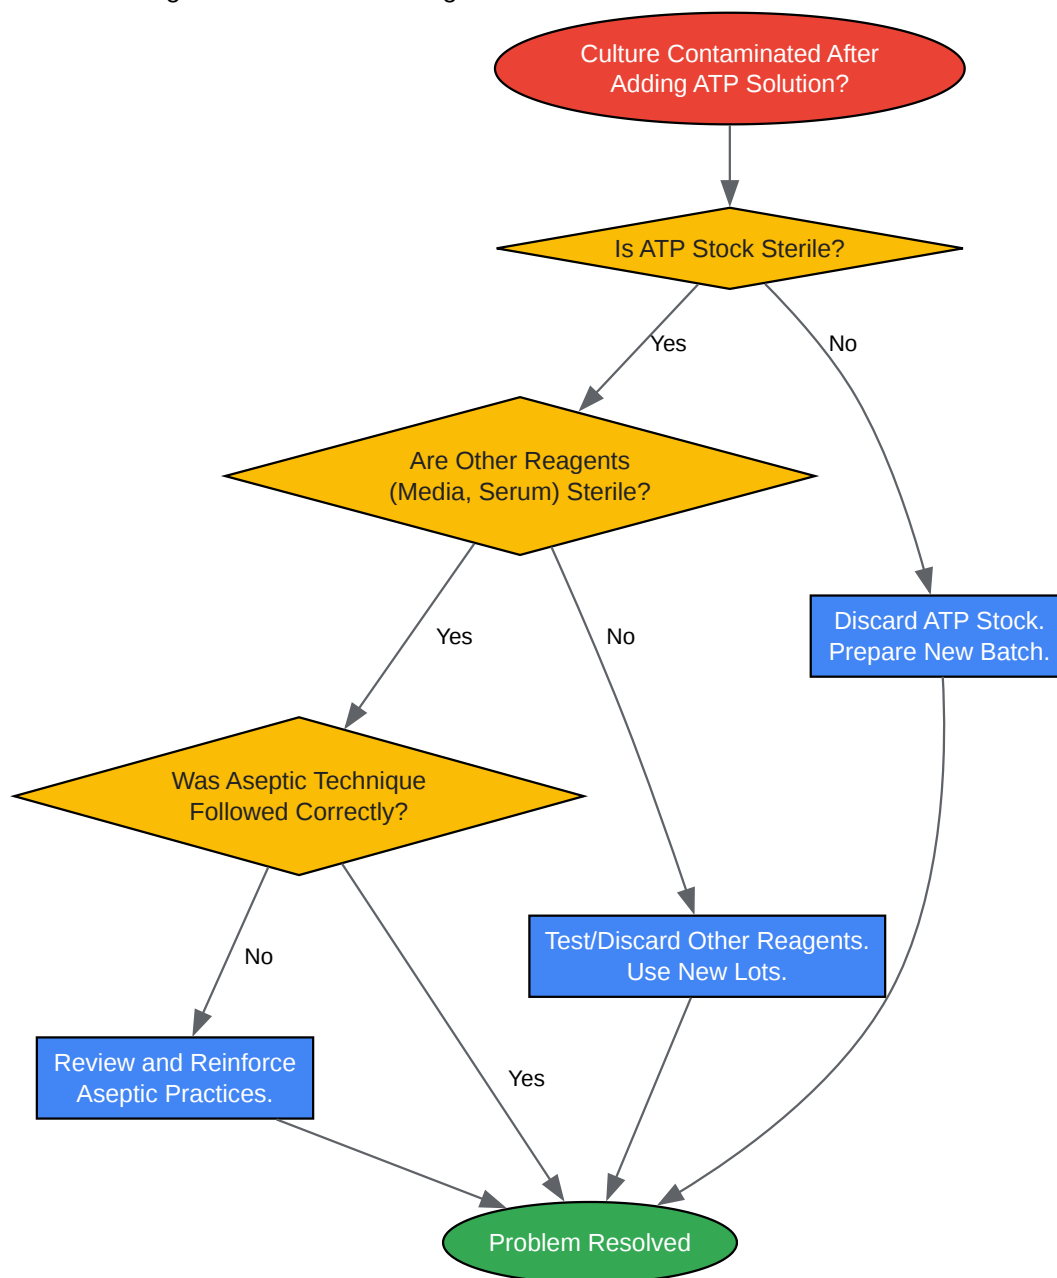 Culture Contaminated After
Adding ATP Solution?
Is ATP Stock Sterile?
Yes
No
Are Other Reagents
(Media, Serum) Sterile?
Yes
No
Discard ATP Stock.
Prepare New Batch.
Was Aseptic Technique
Followed Correctly?
No
Yes
Test/Discard Other Reagents.
Use New Lots.
Review and Reinforce
Aseptic Practices.
Problem Resolved